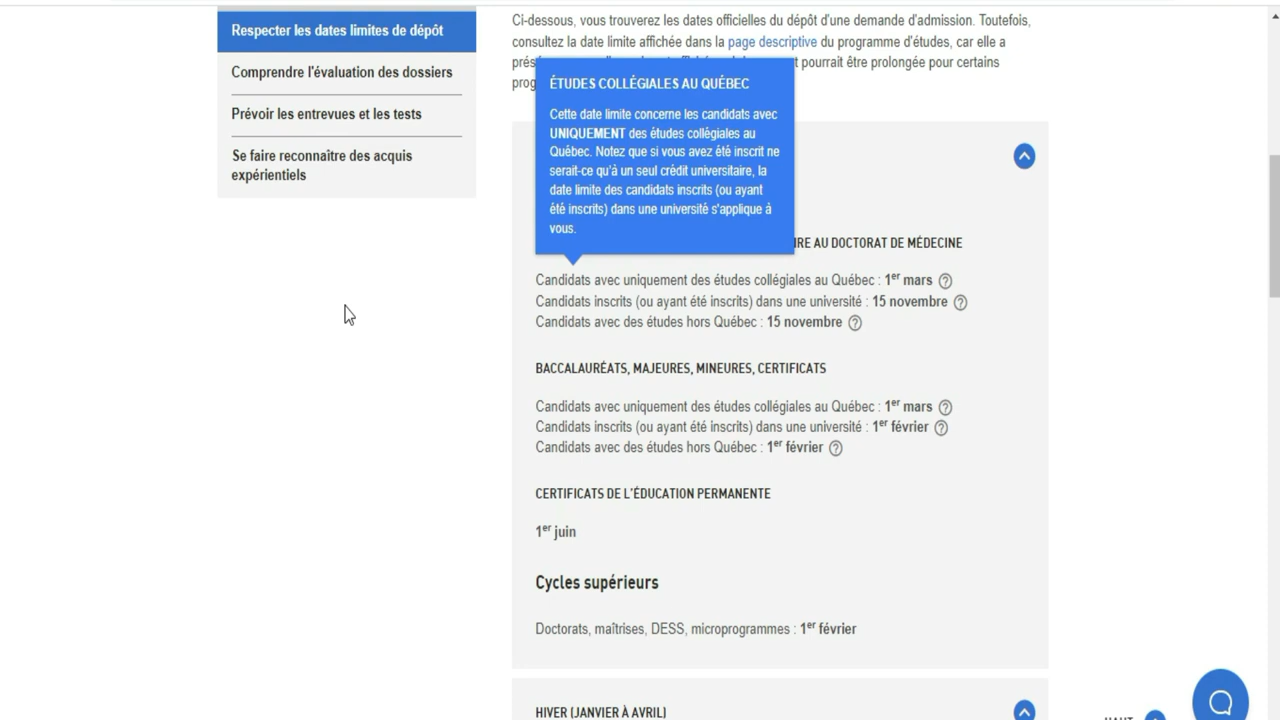 Respecter les dates limites de dépôt
Comprendre l'évaluation des dossiers
Prévoir les entrevues et les tests
Se faire reconnaître des acquis
expérientiels
Ci-dessous, vous trouverez les dates officielles du dépôt d'une demande d'admission. Toutefois,
consultez la date limite affichée dans la page descriptive du programme d'études, car elle a
pourrait être prolongée pour certains
ÉTUDES COLLÉGIALES AU QUÉBEC
Cette date limite concerne les candidats avec
UNIQUEMENT des études collégiales au
Québec. Notez que si vous avez été inscrit ne
serait-ce qu'à un seul crédit universitaire, la
date limite des candidats inscrits (ou ayant
été inscrits) dans une université s'applique à
vous.
AU DOCTORAT DE MÉDECINE
Candidats avec uniquement des études collégiales au Québec : 1er mars ?
Candidats inscrits (ou ayant été inscrits) dans une université : 15 novembre ?
Candidats avec des études hors Québec : 15 novembre ?
BACCALAURÉATS, MAJEURES, MINEURES, CERTIFICATS
Candidats avec uniquement des études collégiales au Québec : 1er mars ?
Candidats inscrits (ou ayant été inscrits) dans une université : 1er février ?
Candidats avec des études hors Québec : 1er février ?
CERTIFICATS DE L'ÉDUCATION PERMANENTE
1er juin
Cycles supérieurs
Doctorats, maîtrises, DESS, microprogrammes : 1er février
HIVER (JANVIER À AVRIL)
HAUT